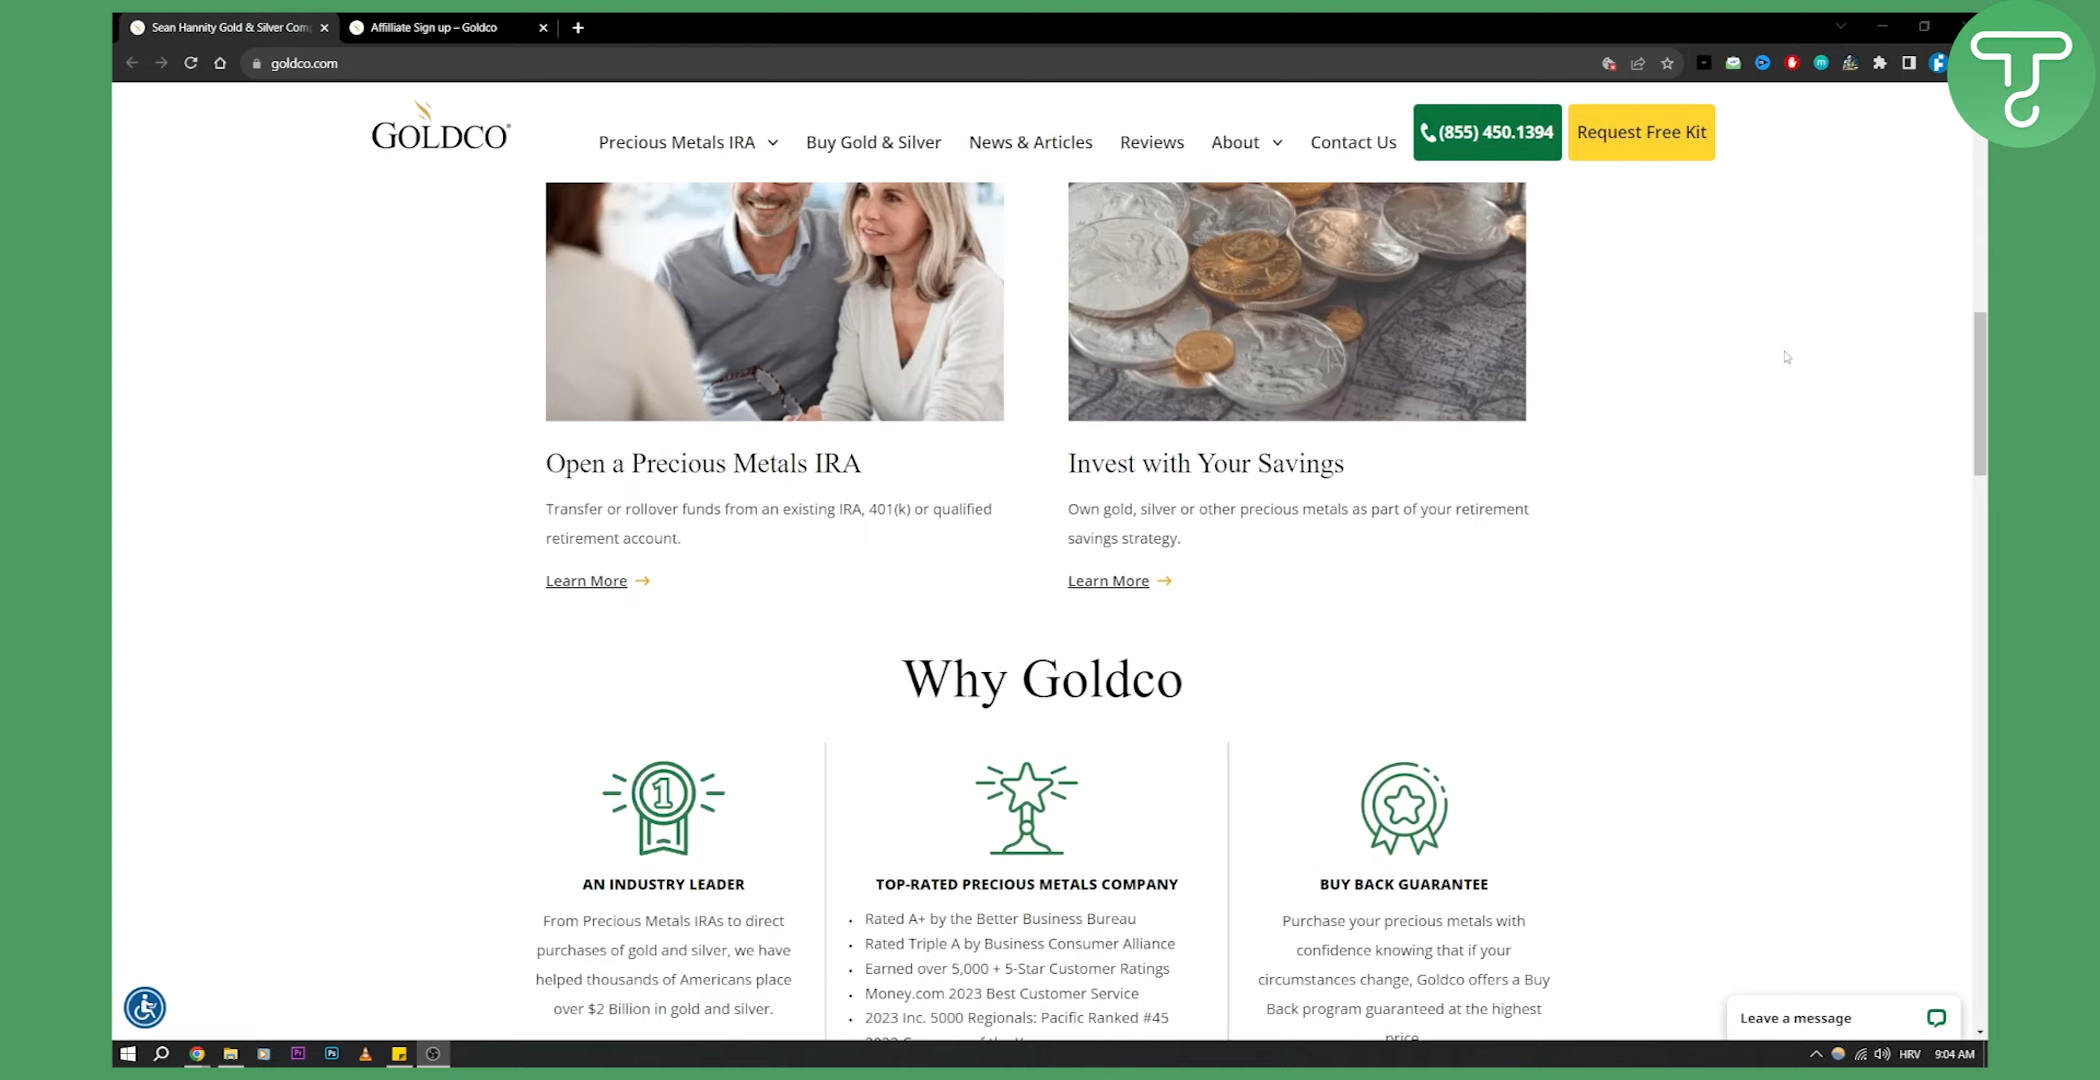 Sean Hannity Gold & Silver Com
Affilliate Sign up – Goldco
goldco.com
GOLDCO
Precious Metals IRA
Buy Gold & Silver
News & Articles
Reviews
About
Contact Us
(855) 450.1394
Request Free Kit
Open a Precious Metals IRA
Transfer or rollover funds from an existing IRA, 401(k) or qualified
retirement account.
Learn More
Invest with Your Savings
Own gold, silver or other precious metals as part of your retirement
savings strategy.
Learn More
Why Goldco
1
AN INDUSTRY LEADER
From Precious Metals IRAs to direct
purchases of gold and silver, we have
helped thousands of Americans place
over $2 Billion in gold and silver.
TOP-RATED PRECIOUS METALS COMPANY
• Rated A+ by the Better Business Bureau
• Rated Triple A by Business Consumer Alliance
• Earned over 5,000 + 5-Star Customer Ratings
• Money.com 2023 Best Customer Service
• 2023 Inc. 5000 Regionals: Pacific Ranked #45
BUY BACK GUARANTEE
Purchase your precious metals with
confidence knowing that if your
circumstances change, Goldco offers a Buy
Back program guaranteed at the highest
price
Leave a message
Pr
Ps
HRV
9:04 AM